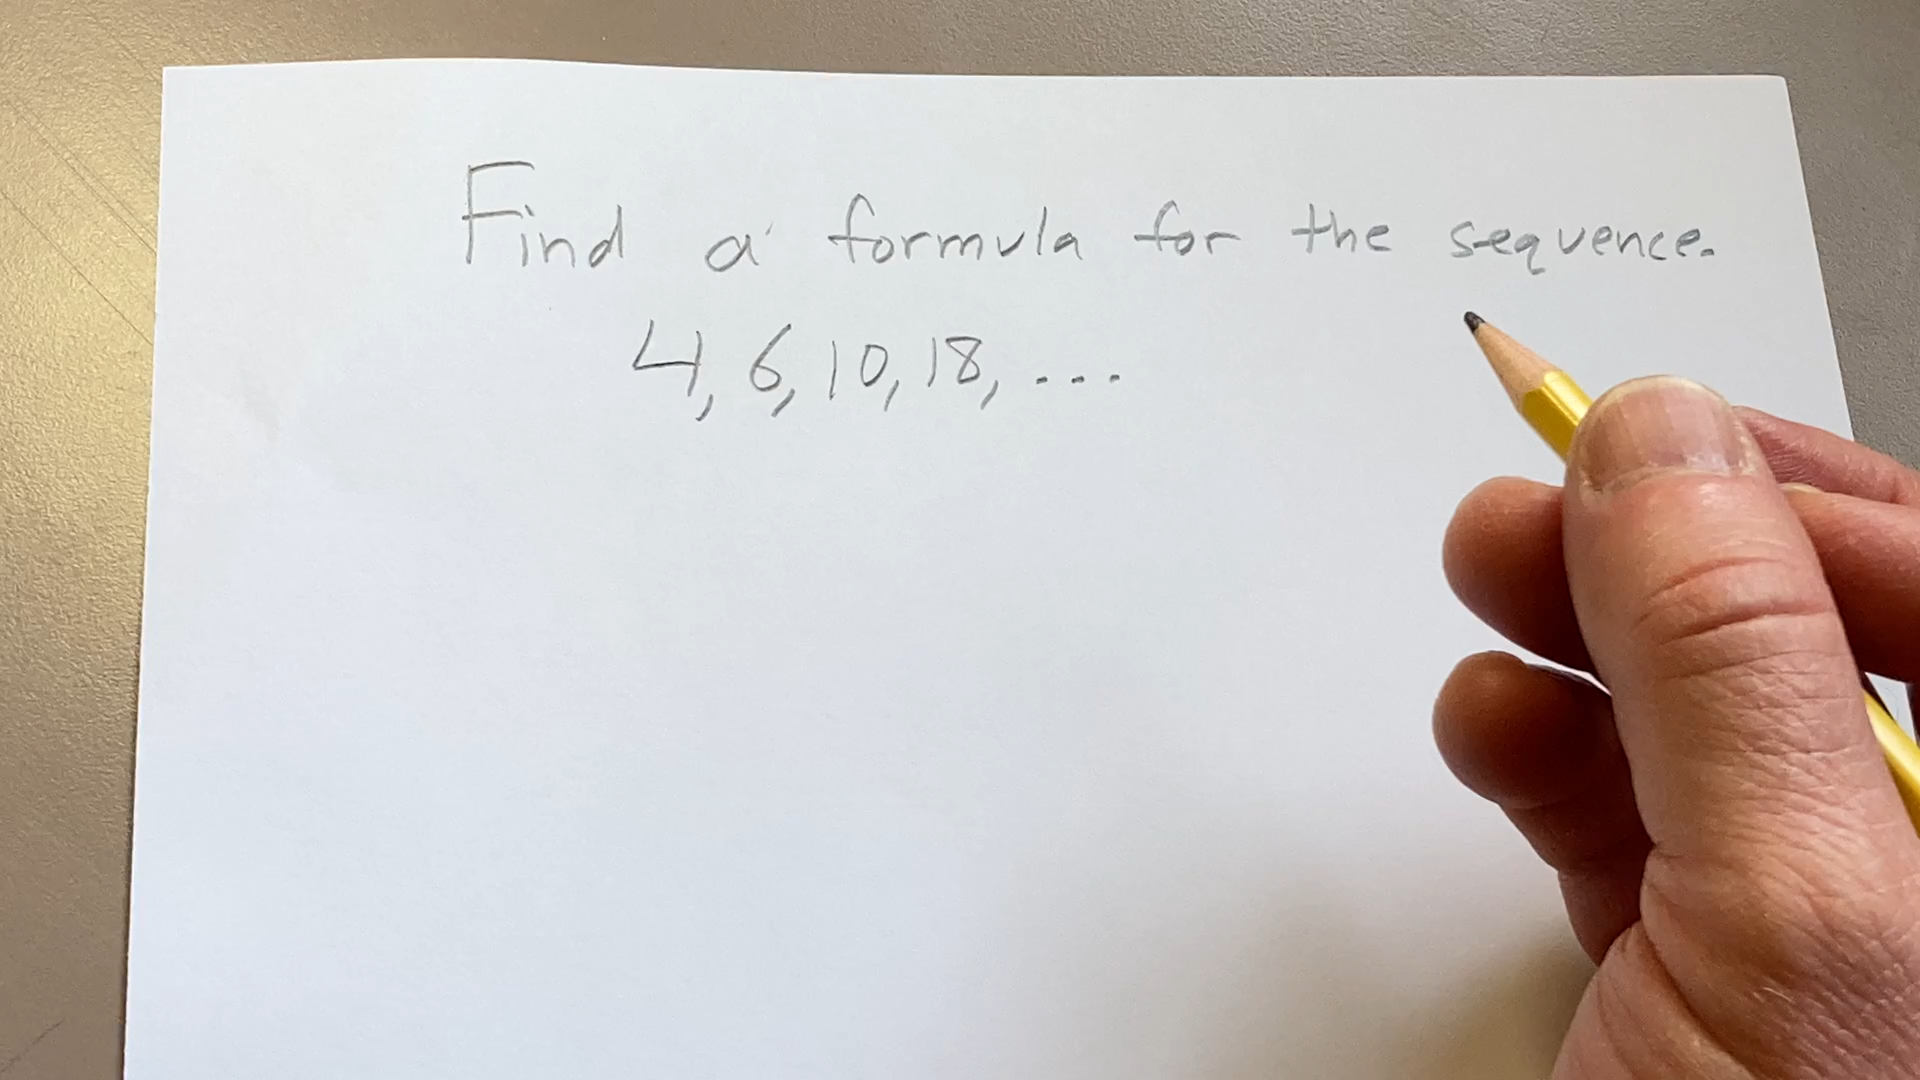 Find a formula for the sequence.
4, 6, 10, 18, ...